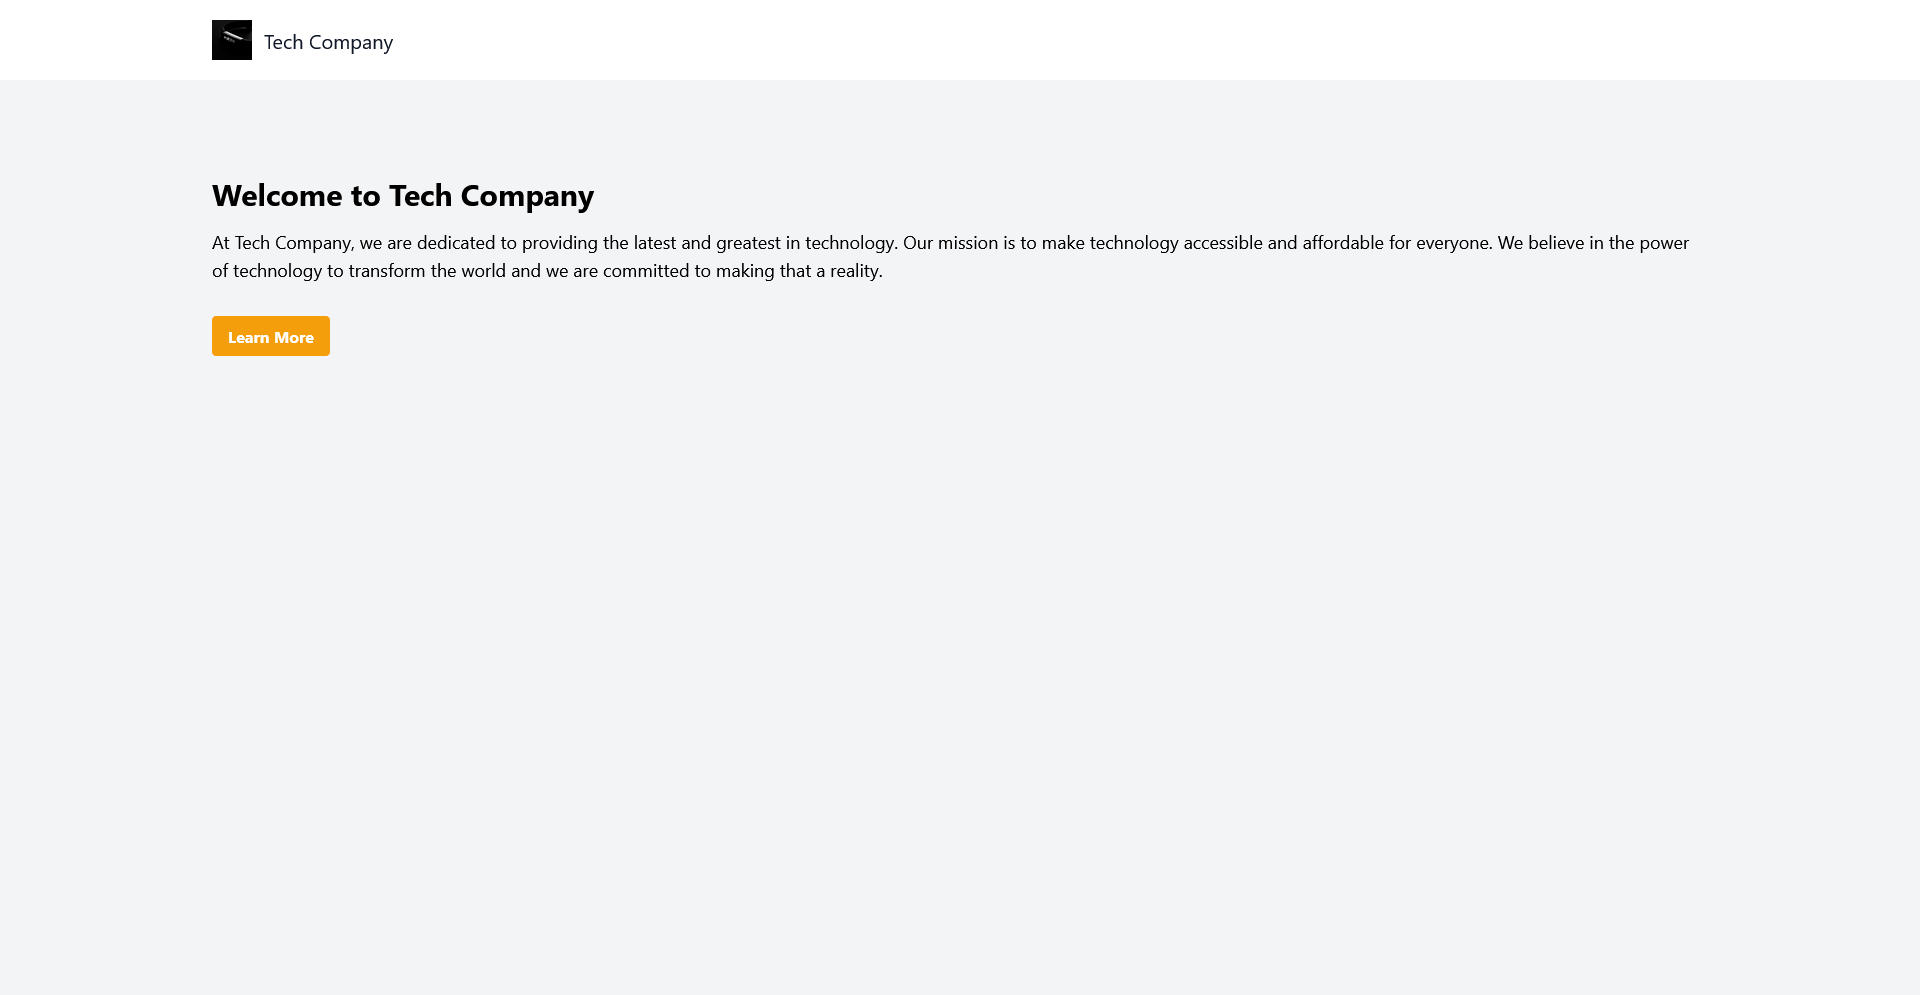 Tech Company
Welcome to Tech Company
At Tech Company, we are dedicated to providing the latest and greatest in technology. Our mission is to make technology accessible and affordable for everyone. We believe in the power
of technology to transform the world and we are committed to making that a reality.
Learn More